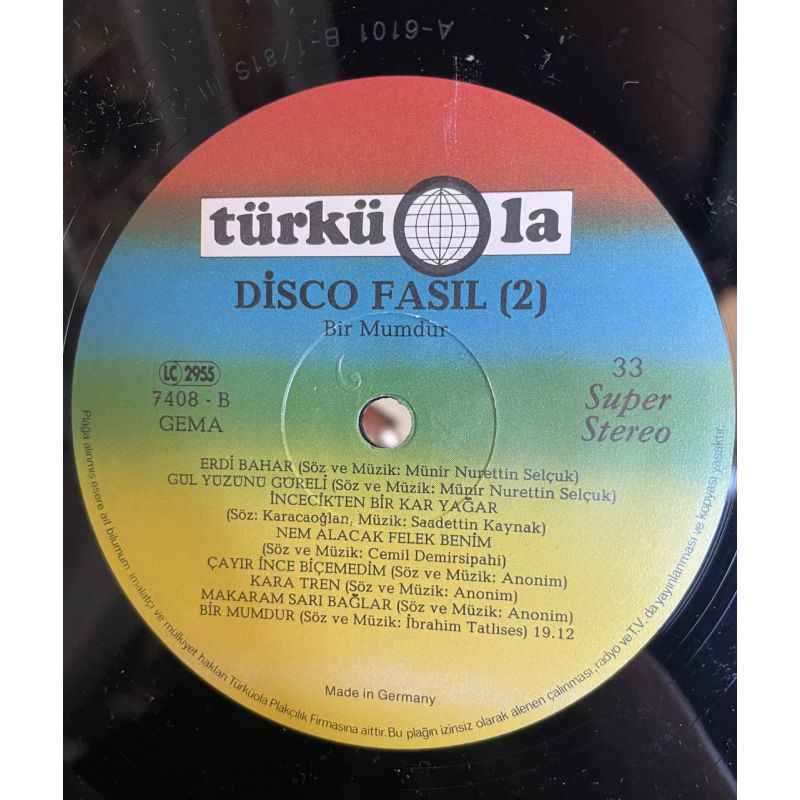 A-6101 B-1/81S III
türküola
DİSCO FASIL (2)
Bir Mumdur
LC 2955
7408 - B
GEMA
33
Super
Stereo
ERDİ BAHAR (Söz ve Müzik: Münir Nurettin Selçuk)
GÜL YÜZÜNÜ GÖRELİ (Söz ve Müzik: Münir Nurettin Selçuk)
İNCECİKTEN BİR KAR YAĞAR
(Söz: Karacaoğlan, Müzik: Saadettin Kaynak)
NEM ALACAK FELEK BENİM
(Söz ve Müzik: Cemil Demirsipahi)
ÇAYIR İNCE BİÇEMEDİM (Söz ve Müzik: Anonim)
KARA TREN (Söz ve Müzik: Anonim)
MAKARAM SARI BAĞLAR (Söz ve Müzik: Anonim)
BİR MUMDUR (Söz ve Müzik: İbrahim Tatlıses) 19.12
Made in Germany
Plağa alınmış esere ait bilumum imalatçı ve mülkiyet hakları Türküola Plakçılık Firmasına aittir. Bu plağın izinsiz olarak alenen çalınması, radyo ve T.V. da yayınlanması ve kopyası yasaktır.